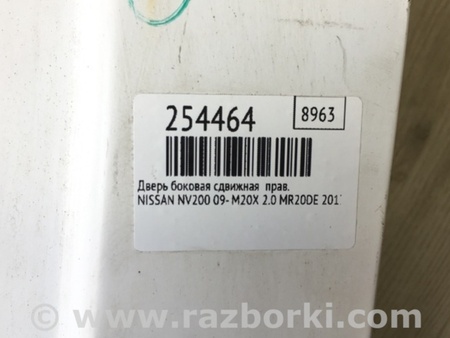 254464
8963
Дверь боковая сдвижная прав.
NISSAN NV200 09- M20X 2.0 MR20DE 201
© www.razborki.com